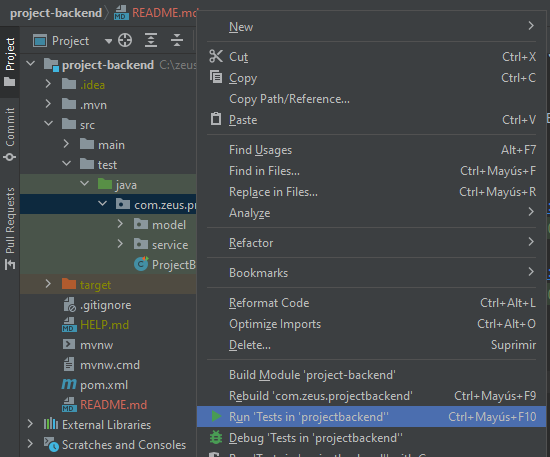 project-backend README.md
Project
Commit
Pull Requests
Project
project-backend C:\zeus
.idea
.mvn
src
main
test
java
com.zeus.pr
model
service
ProjectB
target
.gitignore
HELP.md
mvnw
mvnw.cmd
pom.xml
README.md
External Libraries
Scratches and Consoles
New
Cut Ctrl+X
Copy Ctrl+C
Copy Path/Reference...
Paste Ctrl+V
Find Usages Alt+F7
Find in Files... Ctrl+Mayús+F
Replace in Files... Ctrl+Mayús+R
Analyze
Refactor
Bookmarks
Reformat Code Ctrl+Alt+L
Optimize Imports Ctrl+Alt+O
Delete... Suprimir
Build Module 'project-backend'
Rebuild 'com.zeus.projectbackend' Ctrl+Mayús+F9
Run 'Tests in 'projectbackend'' Ctrl+Mayús+F10
Debug 'Tests in 'projectbackend''